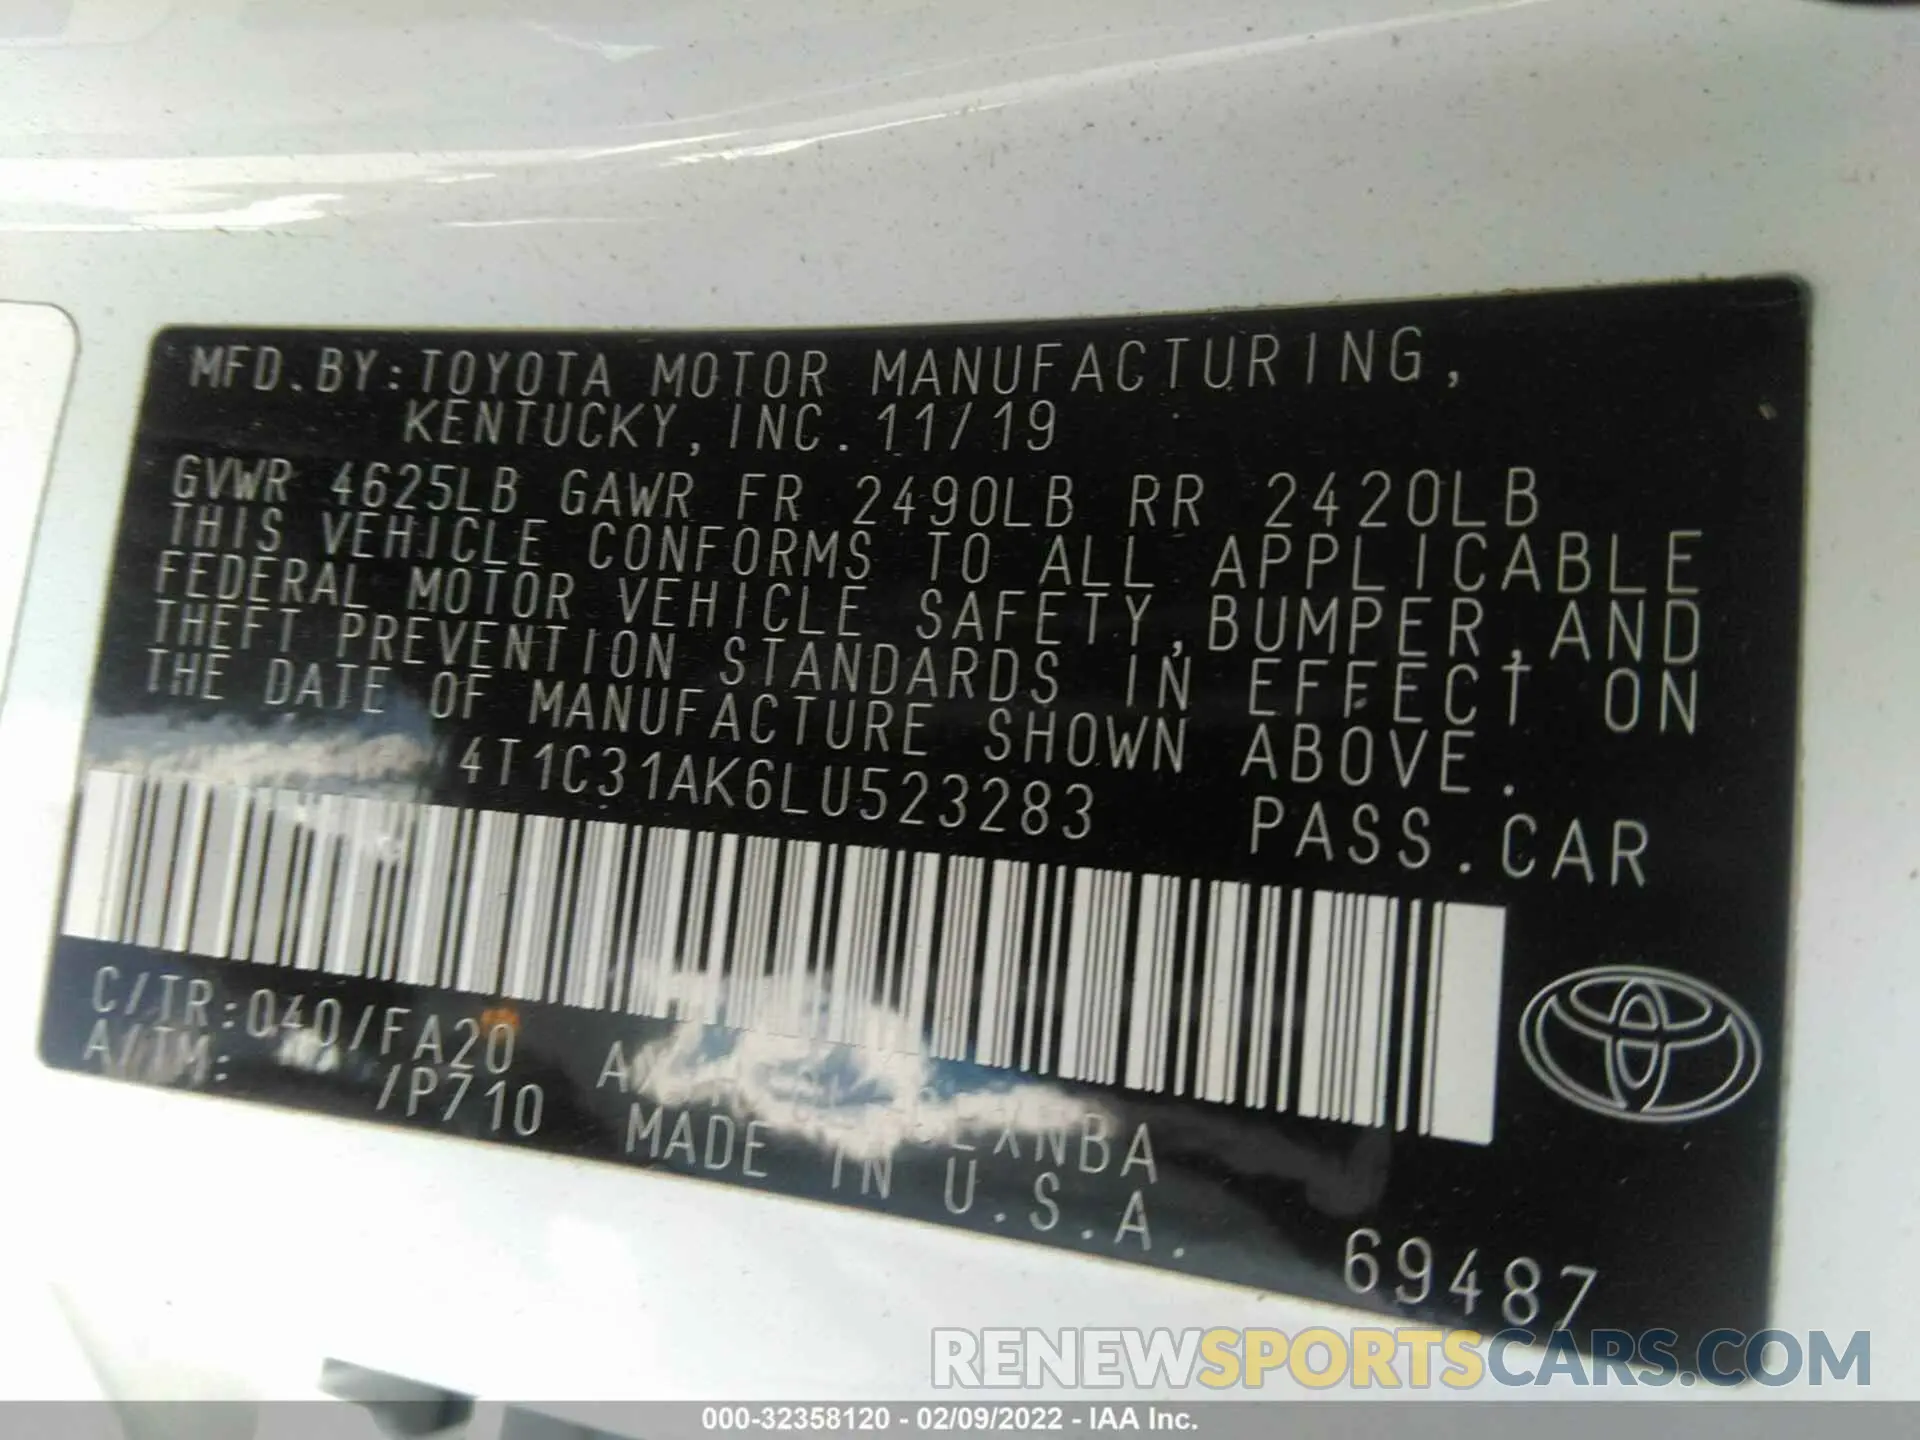 MFD.BY:TOYOTA MOTOR MANUFACTURING,
KENTUCKY,INC. 11/19
GVWR 4625LB GAWR FR 2490LB RR 2420LB
THIS VEHICLE CONFORMS TO ALL APPLICABLE
FEDERAL MOTOR VEHICLE SAFETY,BUMPER,AND
THEFT PREVENTION STANDARDS IN EFFECT ON
THE DATE OF MANUFACTURE SHOWN ABOVE.
4T1C31AK6LU523283
PASS.CAR
C/TR:040/FA20
A/TM: /P710
MADE IN U.S.A.
69487
RENEWSPORTSCARS.COM
000-32358120 - 02/09/2022 - IAA Inc.